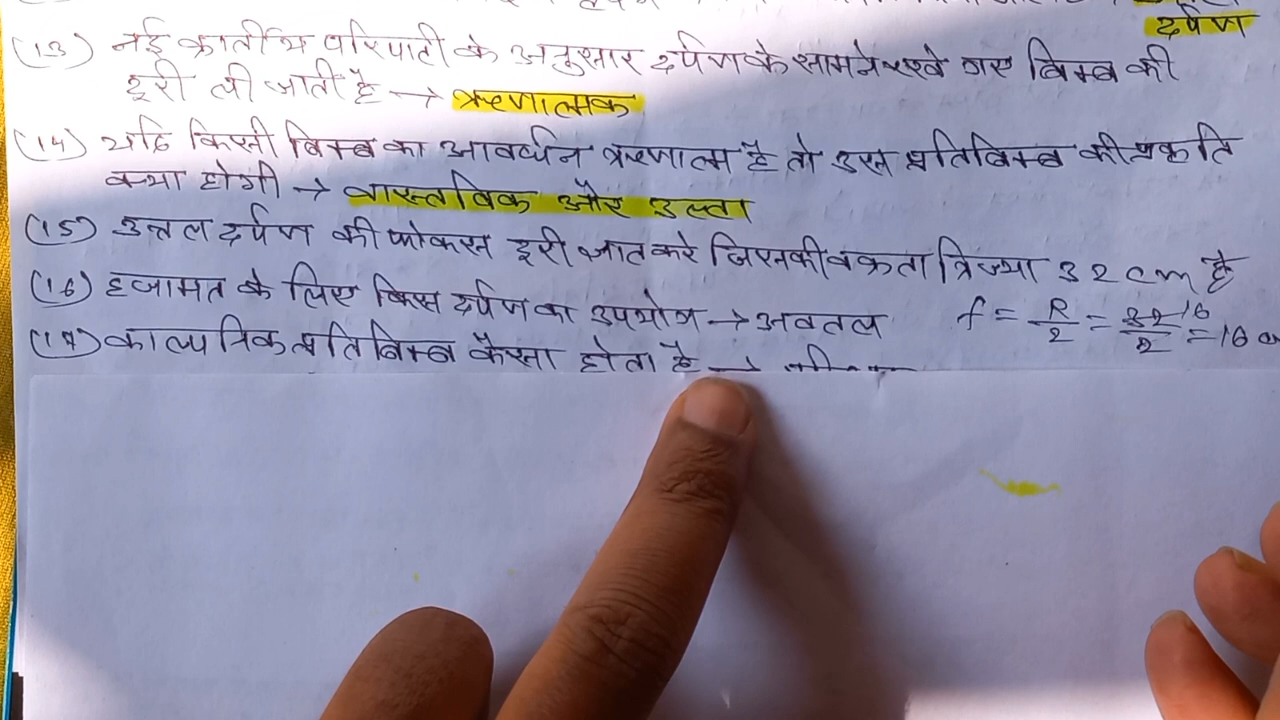 दर्पण
(13) नई कार्तीय परिपाटी के अनुसार दर्पण के सामने रखे गए बिम्ब की
दूरी ली जाती है → ऋणात्मक
(14) यदि किसी बिम्ब का आवर्धन ऋणात्म है तो उस प्रतिबिम्ब की प्रकृति
क्या होगी → वास्तविक और उल्टा
(15) उत्तल दर्पण की फोकस दूरी ज्ञात करे जिसकी वक्रता त्रिज्या 32 cm है
(16) हजामत के लिए किस दर्पण का उपयोग → अवतल f = R/2 = 32/2 16 = 16 c
(17) काल्पनिक प्रतिबिम्ब कैसा होता है →